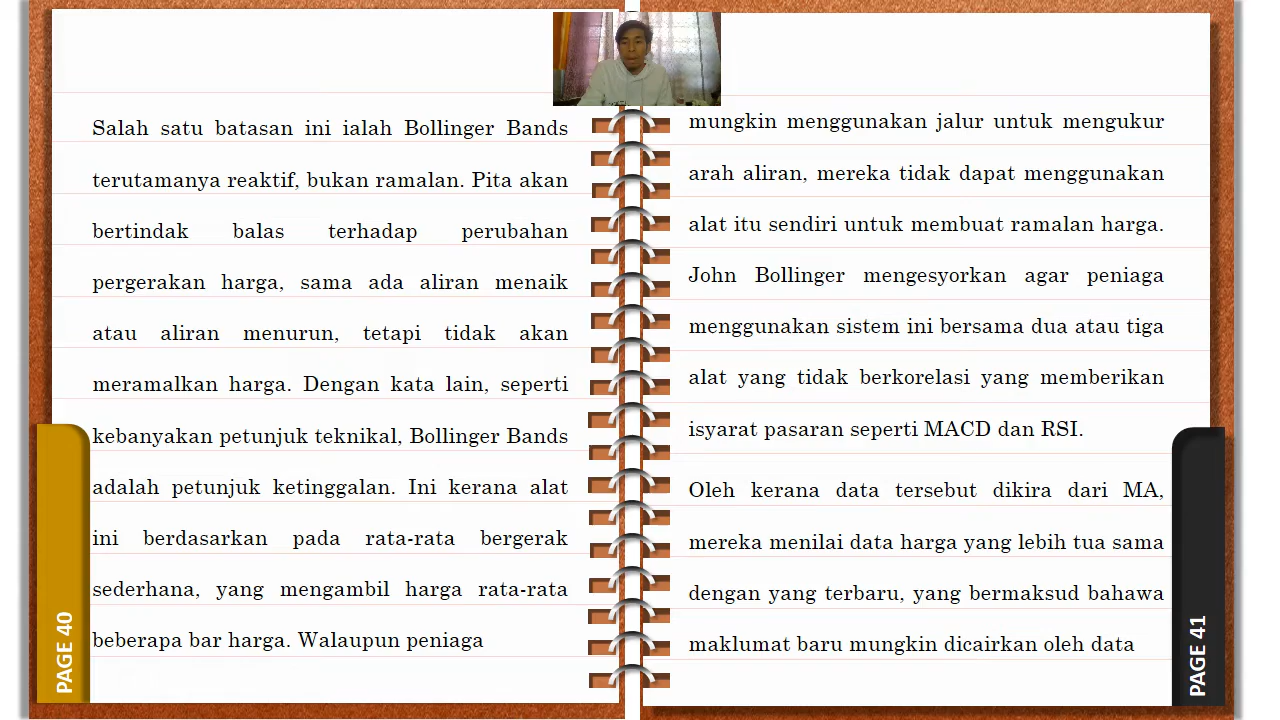 Salah satu batasan ini ialah Bollinger Bands
terutamanya reaktif, bukan ramalan. Pita akan
bertindak balas terhadap perubahan
pergerakan harga, sama ada aliran menaik
atau aliran menurun, tetapi tidak akan
meramalkan harga. Dengan kata lain, seperti
kebanyakan petunjuk teknikal, Bollinger Bands
adalah petunjuk ketinggalan. Ini kerana alat
ini berdasarkan pada rata-rata bergerak
sederhana, yang mengambil harga rata-rata
beberapa bar harga. Walaupun peniaga
PAGE 40
mungkin menggunakan jalur untuk mengukur
arah aliran, mereka tidak dapat menggunakan
alat itu sendiri untuk membuat ramalan harga.
John Bollinger mengesyorkan agar peniaga
menggunakan sistem ini bersama dua atau tiga
alat yang tidak berkorelasi yang memberikan
isyarat pasaran seperti MACD dan RSI.
Oleh kerana data tersebut dikira dari MA,
mereka menilai data harga yang lebih tua sama
dengan yang terbaru, yang bermaksud bahawa
maklumat baru mungkin dicairkan oleh data
PAGE 41